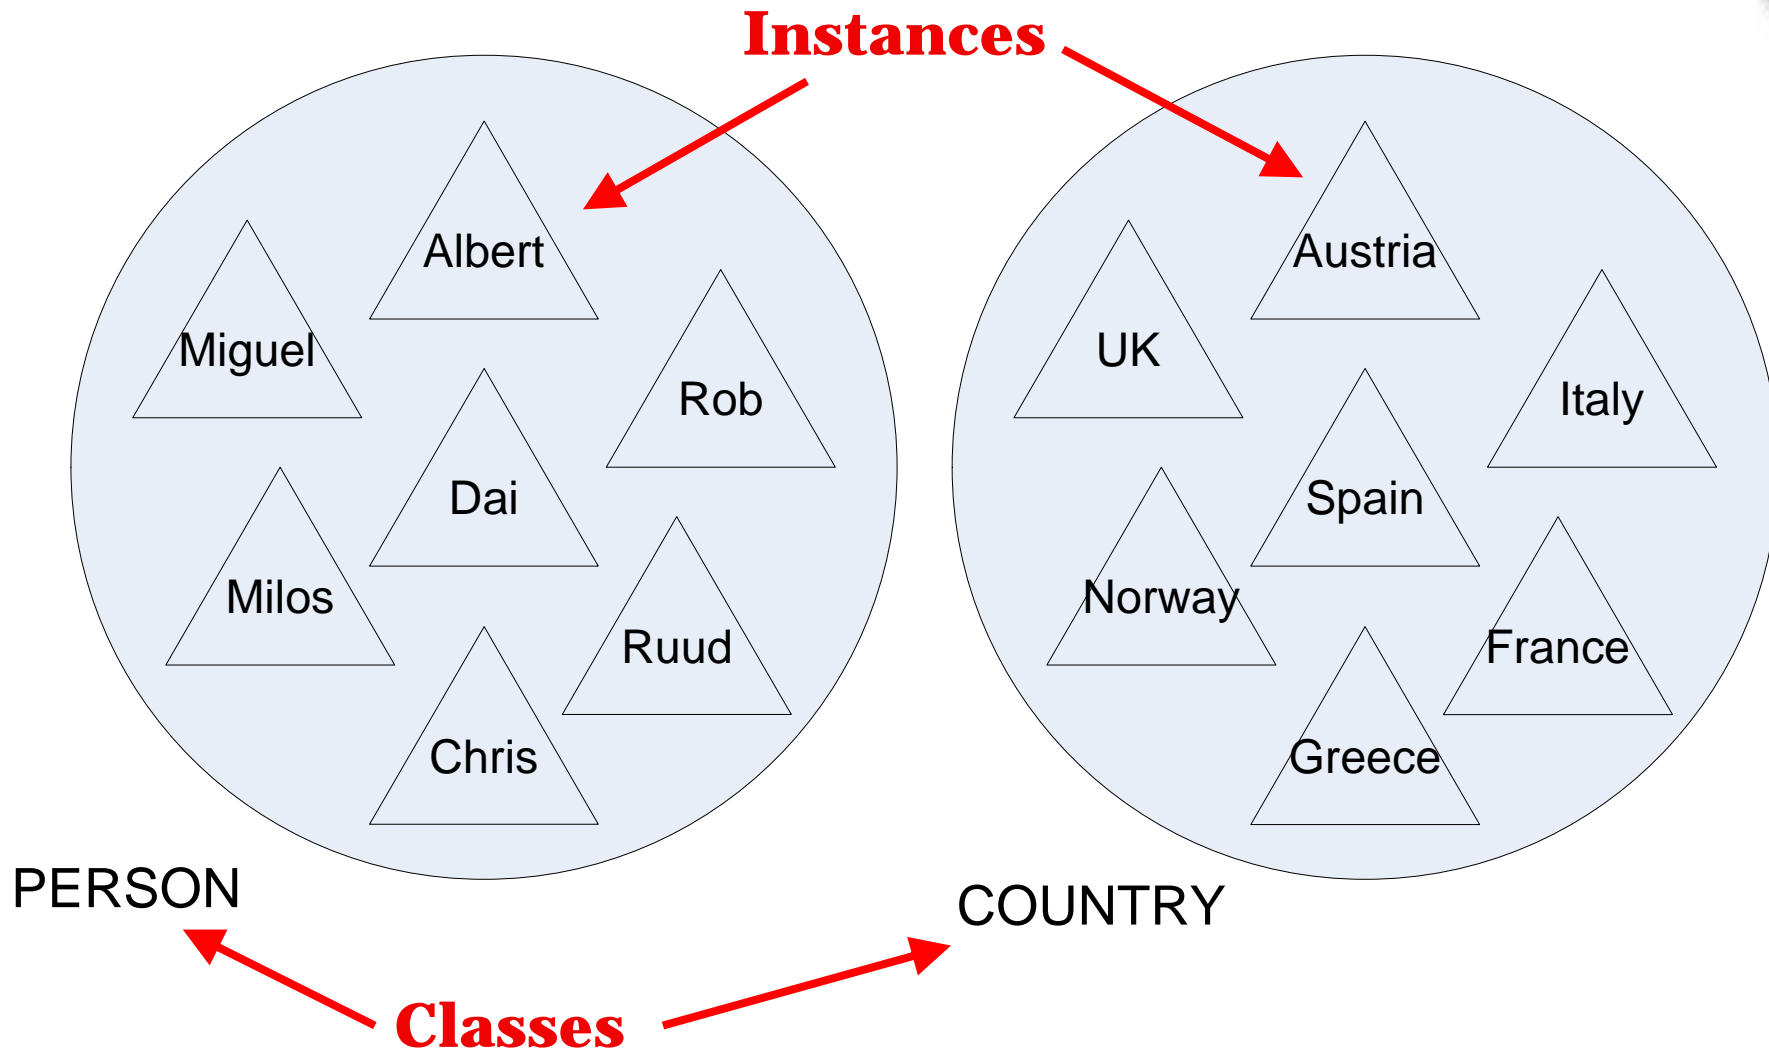 Instances
Albert
Miguel
Rob
Dai
Milos
Ruud
Chris
PERSON
Austria
UK
Italy
Spain
Norway
France
Greece
COUNTRY
Classes